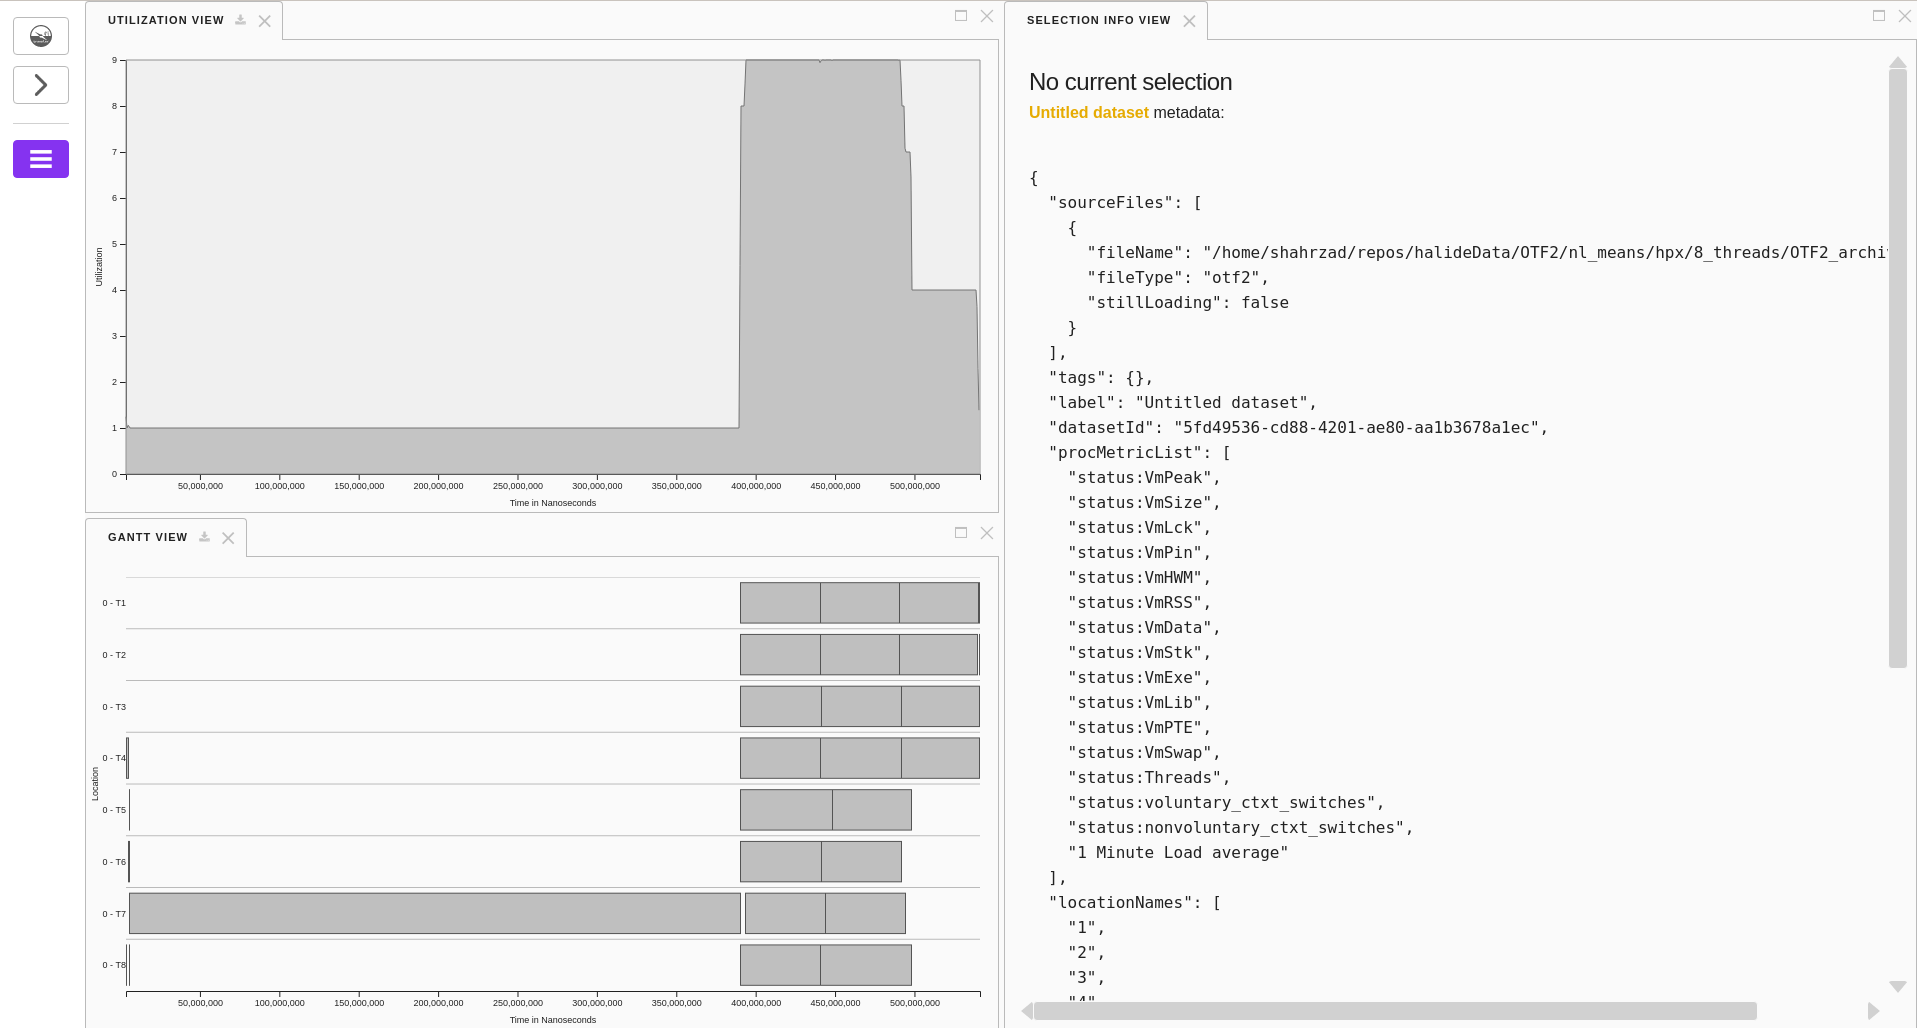 UTILIZATION VIEW
9
8
7
6
5
4
3
2
1
0
Utilization
50,000,000 100,000,000 150,000,000 200,000,000 250,000,000 300,000,000 350,000,000 400,000,000 450,000,000 500,000,000
Time in Nanoseconds
GANTT VIEW
0 - T1
0 - T2
0 - T3
0 - T4
0 - T5
0 - T6
0 - T7
0 - T8
Location
50,000,000 100,000,000 150,000,000 200,000,000 250,000,000 300,000,000 350,000,000 400,000,000 450,000,000 500,000,000
Time in Nanoseconds
SELECTION INFO VIEW
No current selection
Untitled dataset metadata:
{
"sourceFiles": [
{
"fileName": "/home/shahrzad/repos/halideData/OTF2/nl_means/hpx/8_threads/OTF2_archi
"fileType": "otf2",
"stillLoading": false
}
],
"tags": {},
"label": "Untitled dataset",
"datasetId": "5fd49536-cd88-4201-ae80-aa1b3678a1ec",
"procMetricList": [
"status:VmPeak",
"status:VmSize",
"status:VmLck",
"status:VmPin",
"status:VmHWM",
"status:VmRSS",
"status:VmData",
"status:VmStk",
"status:VmExe",
"status:VmLib",
"status:VmPTE",
"status:VmSwap",
"status:Threads",
"status:voluntary_ctxt_switches",
"status:nonvoluntary_ctxt_switches",
"1 Minute Load average"
],
"locationNames": [
"1",
"2",
"3",
"4"